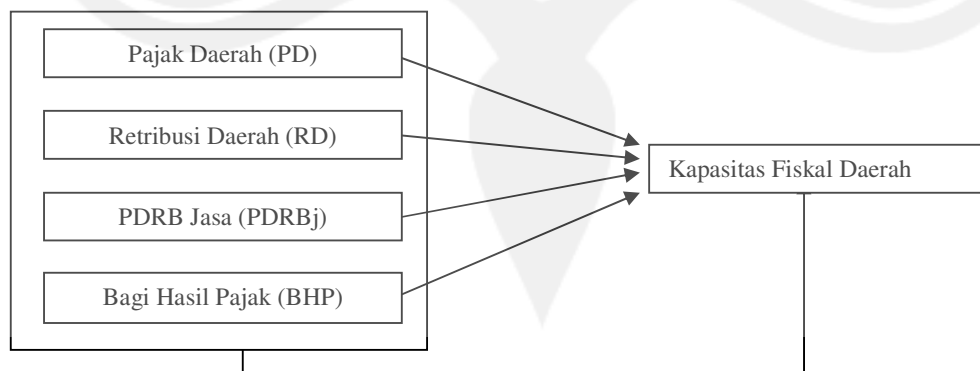 Pajak Daerah (PD)
Retribusi Daerah (RD)
Kapasitas Fiskal Daerah
PDRB Jasa (PDRBj)
Bagi Hasil Pajak (BHP)